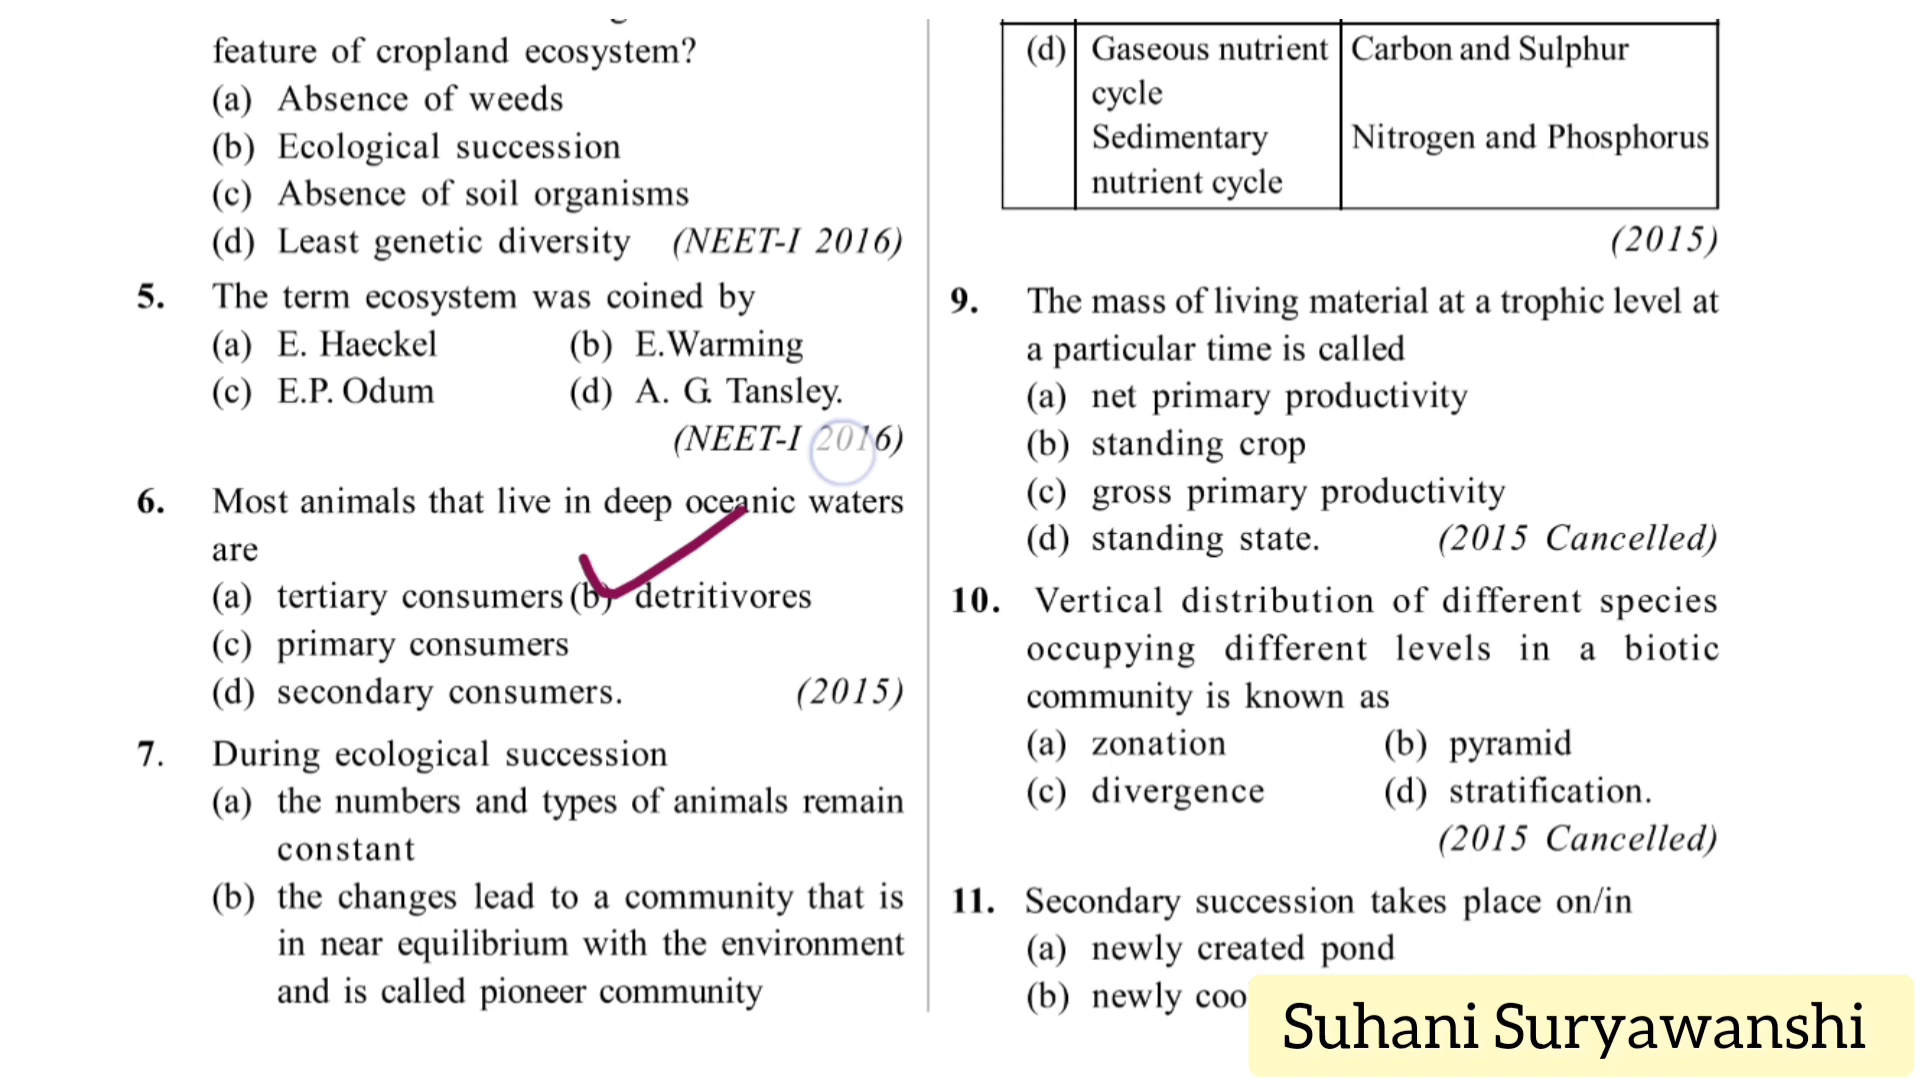 feature of cropland ecosystem?
(a) Absence of weeds
(b) Ecological succession
(c) Absence of soil organisms
(d) Least genetic diversity (NEET-I 2016)
5. The term ecosystem was coined by
(a) E. Haeckel (b) E.Warming
(c) E.P. Odum (d) A. G. Tansley.
(NEET-I 2016)
6. Most animals that live in deep oceanic waters
are
(a) tertiary consumers (b) detritivores
(c) primary consumers
(d) secondary consumers. (2015)
7. During ecological succession
(a) the numbers and types of animals remain
constant
(b) the changes lead to a community that is
in near equilibrium with the environment
and is called pioneer community
(d) Gaseous nutrient Carbon and Sulphur
cycle
Sedimentary Nitrogen and Phosphorus
nutrient cycle
(2015)
9. The mass of living material at a trophic level at
a particular time is called
(a) net primary productivity
(b) standing crop
(c) gross primary productivity
(d) standing state. (2015 Cancelled)
10. Vertical distribution of different species
occupying different levels in a biotic
community is known as
(a) zonation (b) pyramid
(c) divergence (d) stratification.
(2015 Cancelled)
11. Secondary succession takes place on/in
(a) newly created pond
(b) newly coo
Suhani Suryawanshi